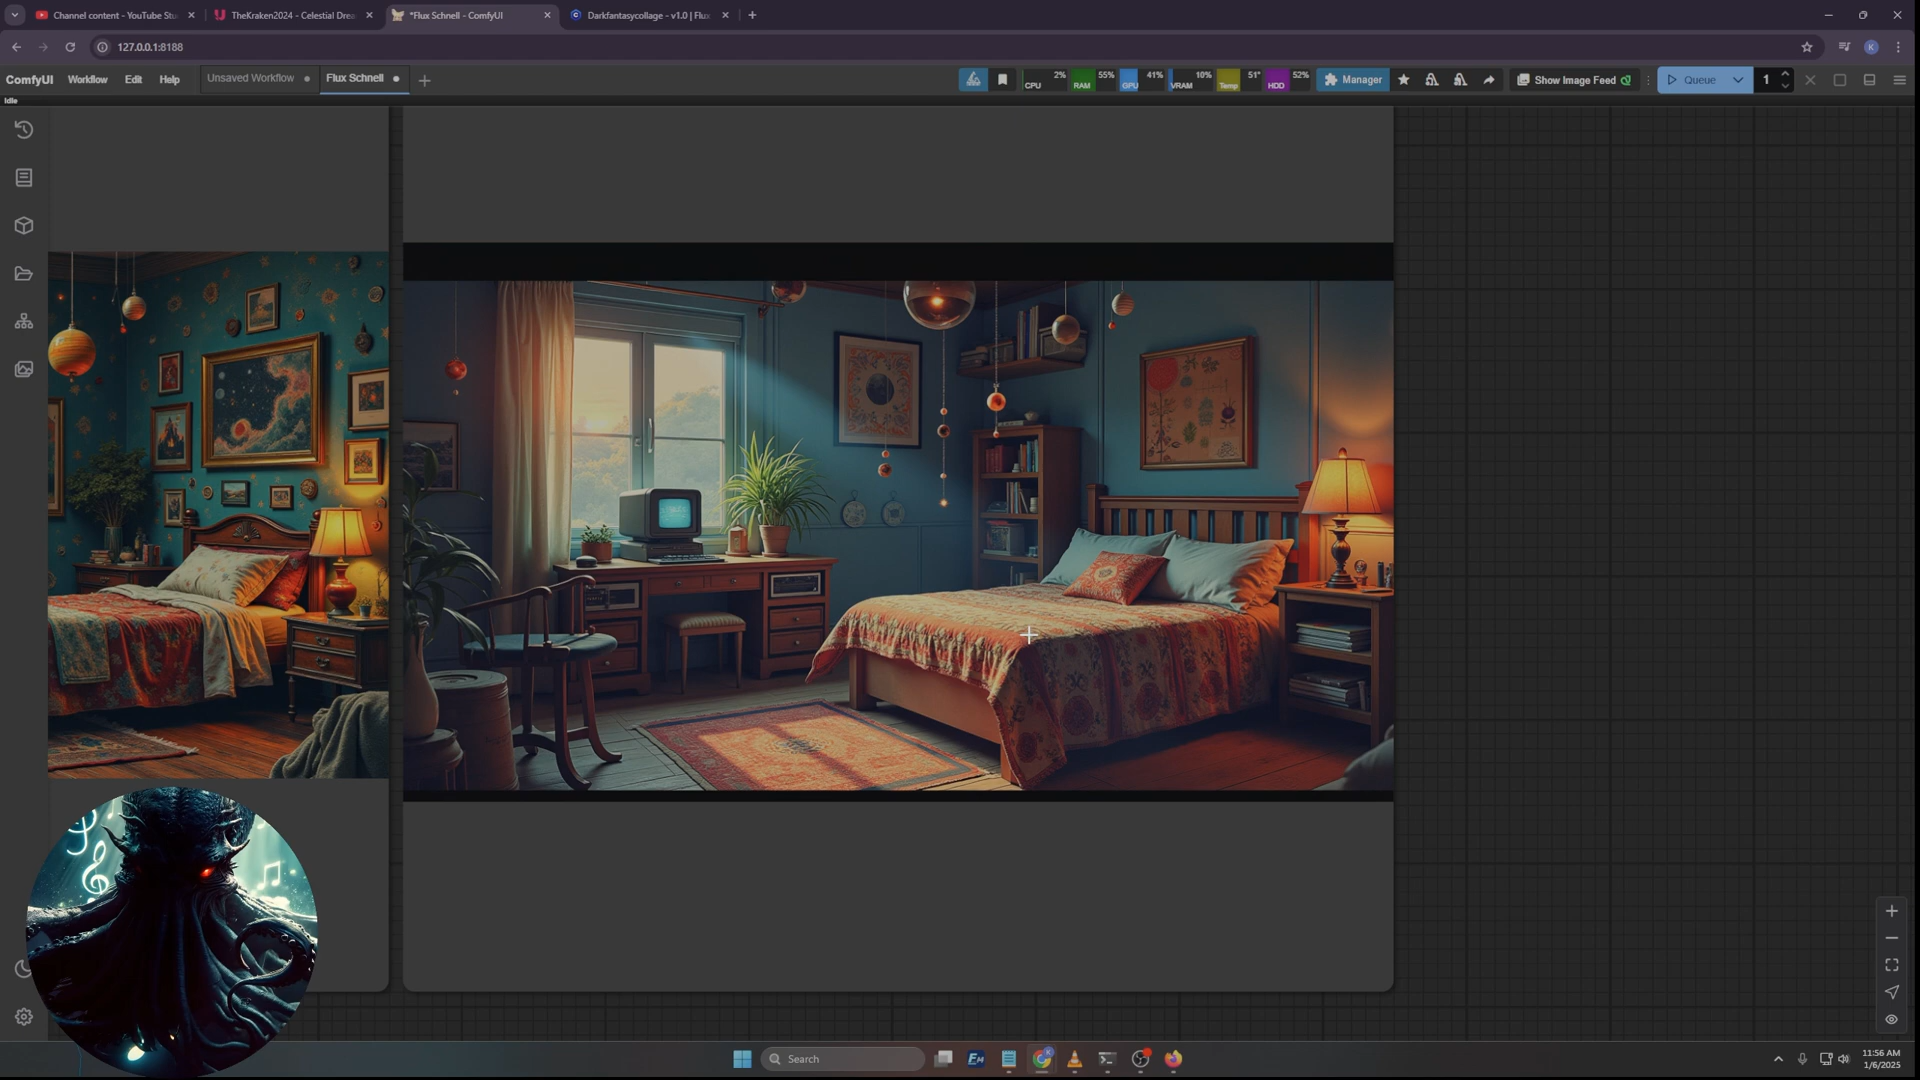 Channel content - YouTube Stu
TheKraken2024 - Celestial Drea
*Flux Schnell - ComfyUI
Darkfantasycollage - v1.0 | Flux
127.0.0.1:8188
K
ComfyUI
Workflow
Edit
Help
Unsaved Workflow
Flux Schnell
CPU 2%
RAM 55%
GPU 41%
VRAM 10%
Temp 51°
HDD 52%
Manager
Show Image Feed
Queue
1
Idle
Search
11:56 AM
1/6/2025